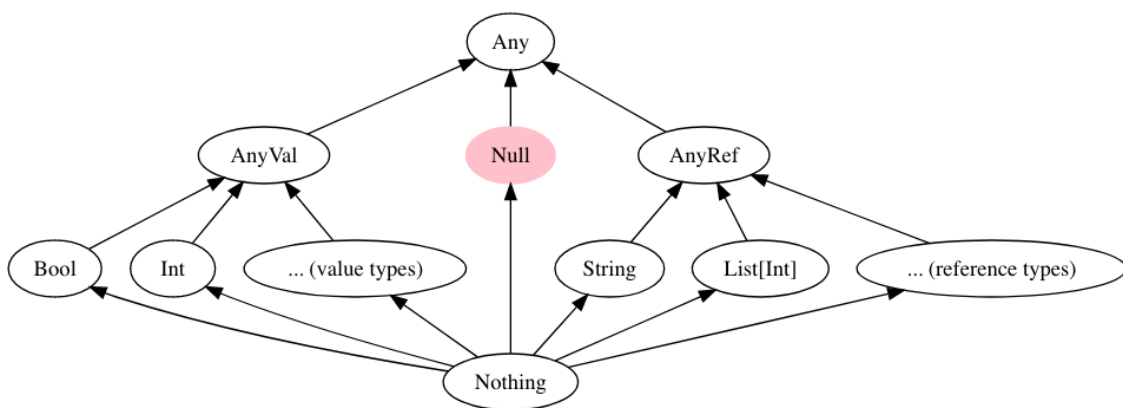 Any
AnyVal
Null
AnyRef
Bool
Int
... (value types)
String
List[Int]
... (reference types)
Nothing